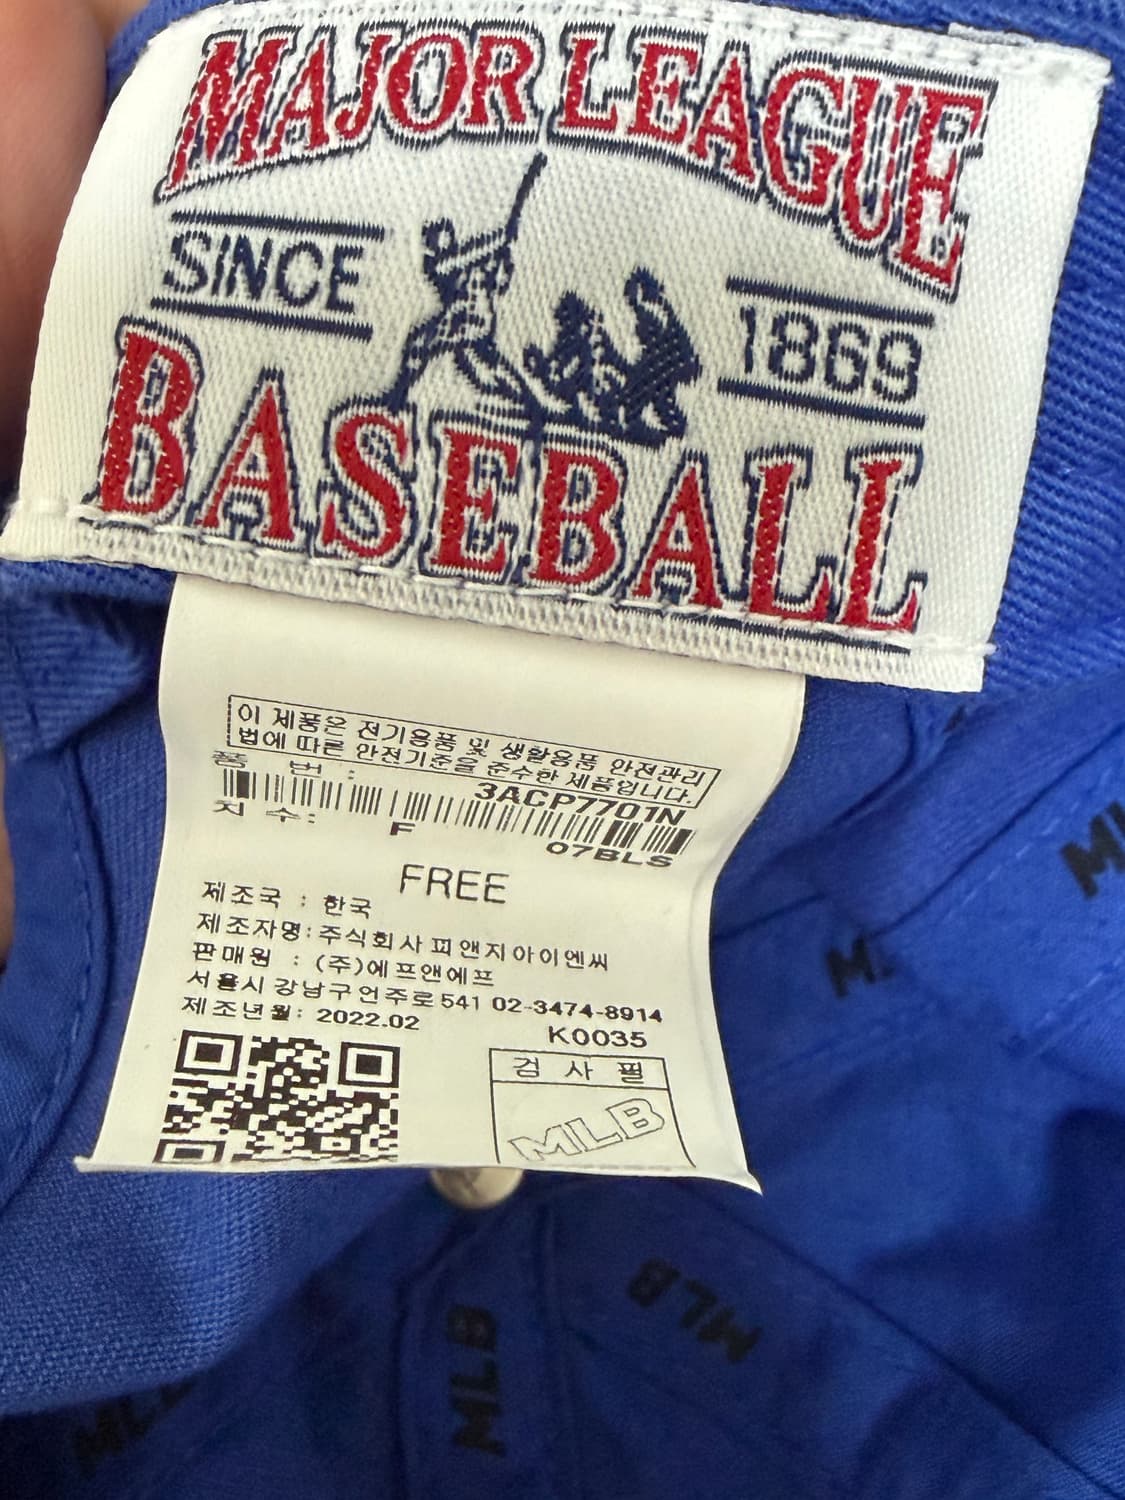 MAJOR LEAGUE
SINCE
1869
BASEBALL
이 제품은 전기용품 및 생활용품 안전관리
법에 따른 안전기준을 준수한 제품입니다.
품 번 : 3ACP7701N
치 수: F 07BLS
FREE
제조국 : 한국
제조자명: 주식회사 피앤지아이엔씨
판매원 : (주)에프앤에프
서울시 강남구 언주로541 02-3474-8914
제조년월: 2022.02
K0035
검 사 필
MLB
MLB
MLB